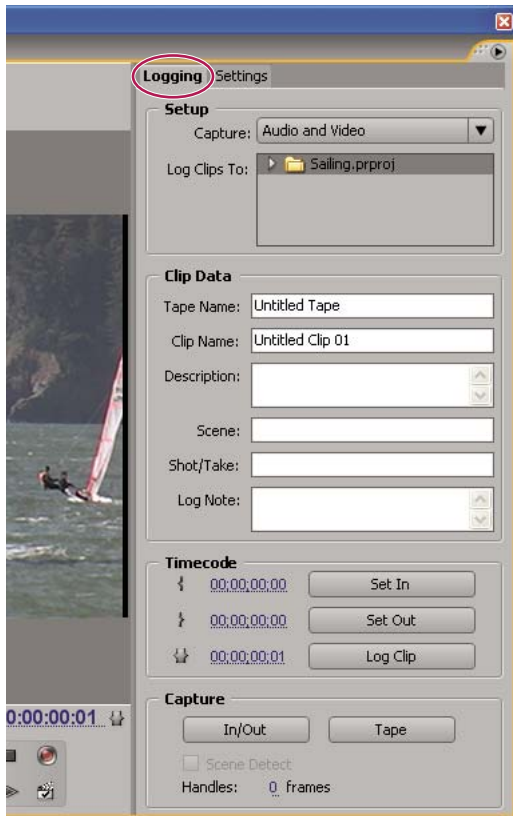 Logging Settings
Setup
Capture: Audio and Video
Log Clips To: Sailing.prproj
Clip Data
Tape Name: Untitled Tape
Clip Name: Untitled Clip 01
Description:
Scene:
Shot/Take:
Log Note:
Timecode
00;00;00;00 Set In
00;00;00;00 Set Out
00;00;00;01 Log Clip
0:00:00:01
Capture
In/Out Tape
Scene Detect
Handles: 0 frames